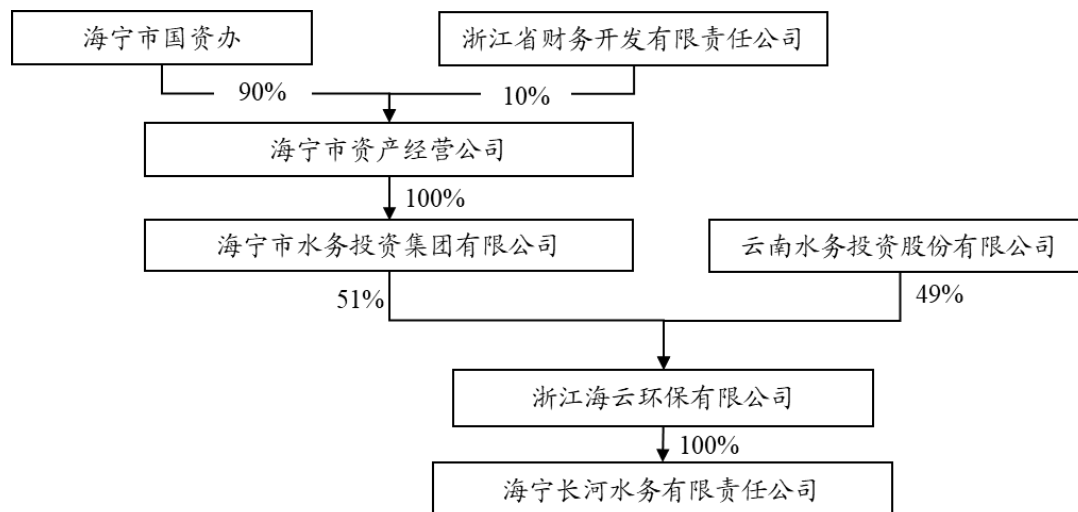 海宁市国资办
浙江省财务开发有限责任公司
90%
10%
海宁市资产经营公司
100%
海宁市水务投资集团有限公司
云南水务投资股份有限公司
51%
49%
浙江海云环保有限公司
100%
海宁长河水务有限责任公司